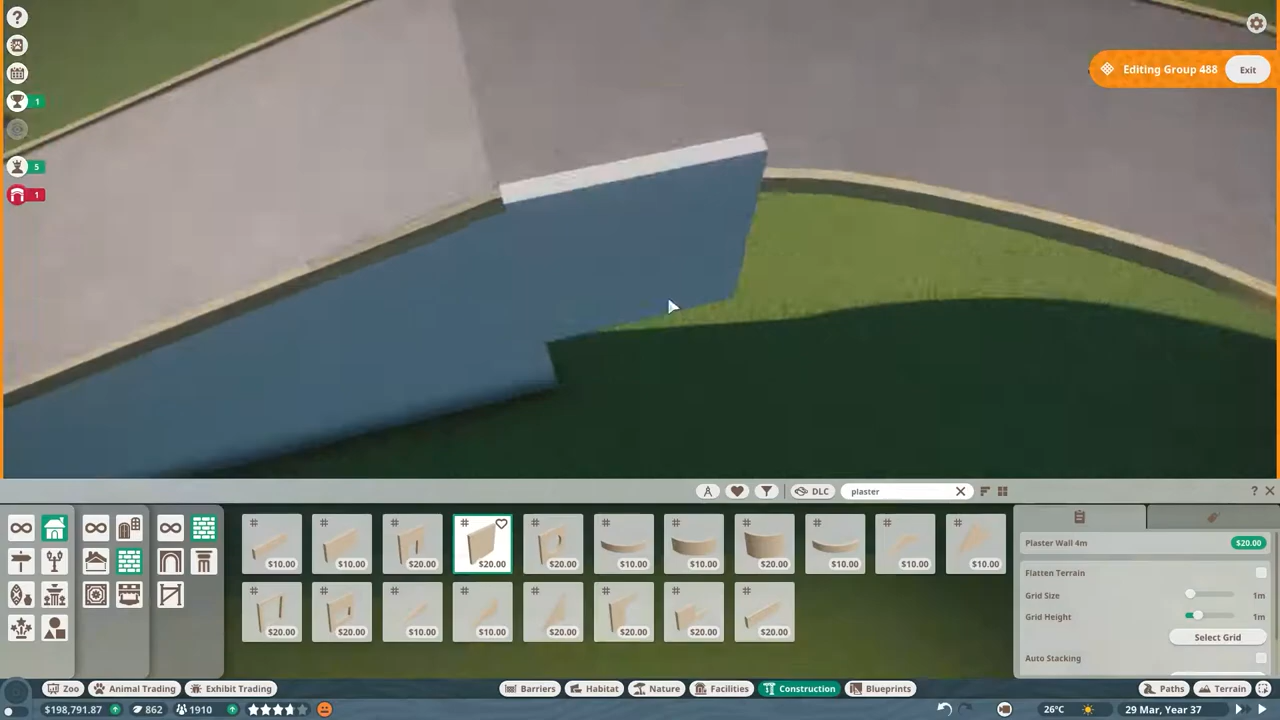 ?
Editing Group 488
Exit
1
5
1
DLC
plaster
?
$10.00
$10.00
$20.00
$20.00
$20.00
$10.00
$10.00
$20.00
$10.00
$10.00
$10.00
$20.00
$20.00
$10.00
$10.00
$20.00
$20.00
$20.00
$20.00
Plaster Wall 4m
$20.00
Flatten Terrain
Grid Size
1m
Grid Height
1m
Select Grid
Auto Stacking
Zoo
Animal Trading
Exhibit Trading
Barriers
Habitat
Nature
Facilities
Construction
Blueprints
Paths
Terrain
$198,791.87
862
1910
26°C
29 Mar, Year 37